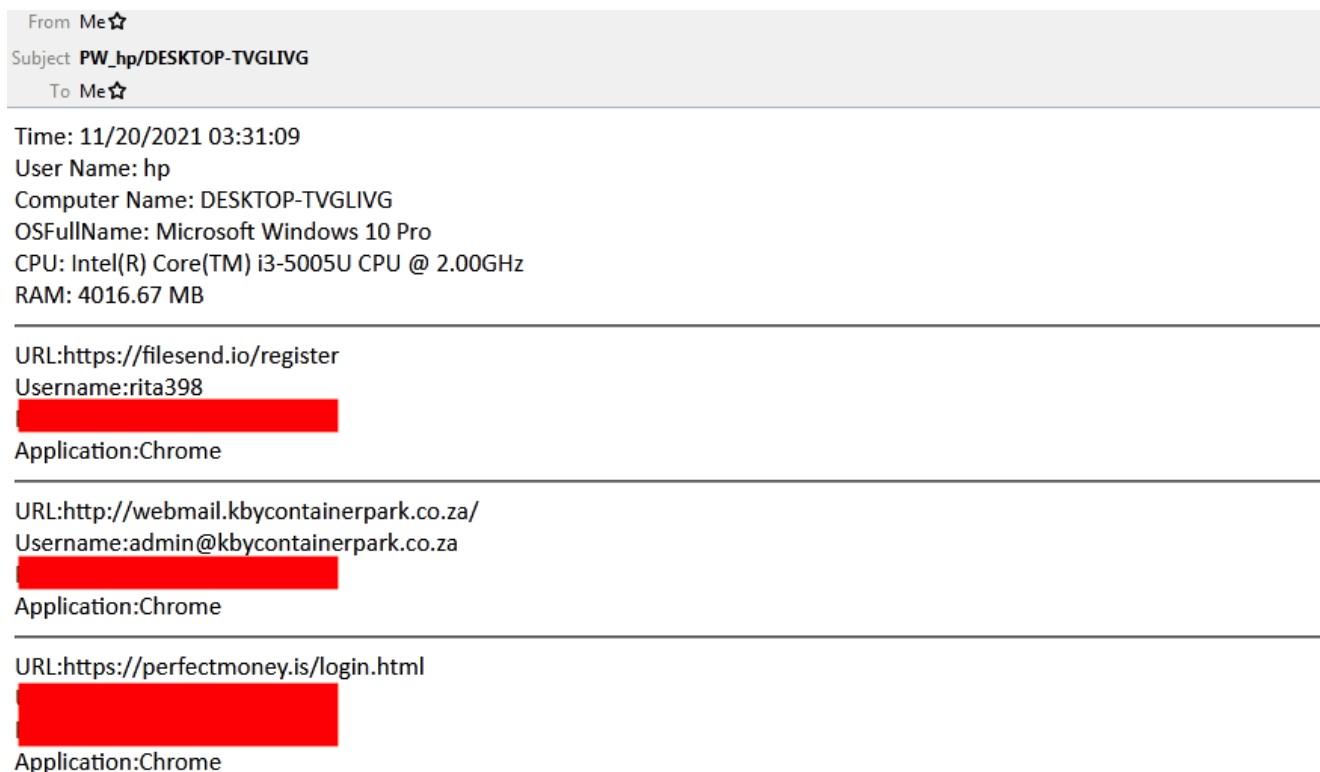 From Me
Subject PW_hp/DESKTOP-TVGLIVG
To Me
Time: 11/20/2021 03:31:09
User Name: hp
Computer Name: DESKTOP-TVGLIVG
OSFullName: Microsoft Windows 10 Pro
CPU: Intel(R) Core(TM) i3-5005U CPU @ 2.00GHz
RAM: 4016.67 MB
URL:https://filesend.io/register
Username:rita398
Application:Chrome
URL:http://webmail.kbycontainerpark.co.za/
Username:admin@kbycontainerpark.co.za
Application:Chrome
URL:https://perfectmoney.is/login.html
Application:Chrome